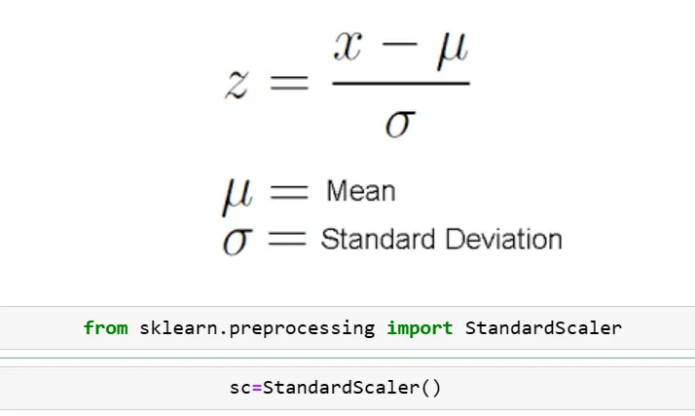 z = x − μ / σ
μ = Mean
σ = Standard Deviation
from sklearn.preprocessing import StandardScaler
sc=StandardScaler()